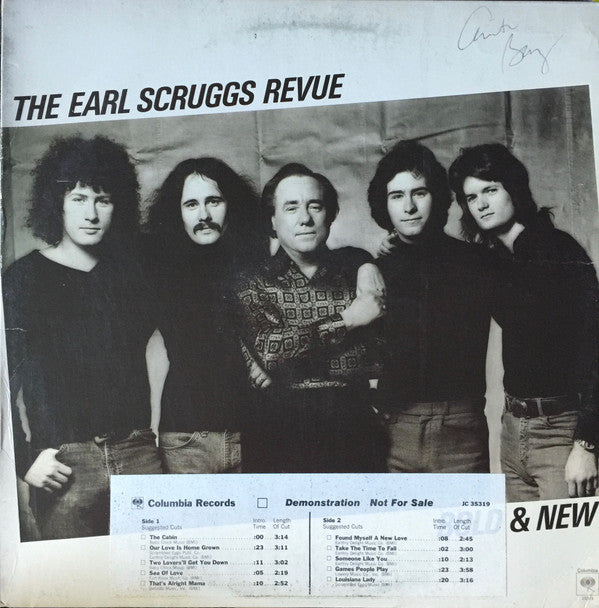 THE EARL SCRUGGS REVUE
Columbia Records Demonstration Not For Sale JC 35319
Side 1 Intro Length
Suggested Cuts Time Of Cut
The Cabin :00 3:14
Our Love Is Home Grown :23 3:11
Two Lovers'll Get You Down :11 3:02
Sea Of Love :05 2:19
That's Alright Mama :10 2:52
Side 2 Intro Length
Suggested Cuts Time Of Cut
Found Myself A New Love :08 2:45
Take The Time To Fall :02 3:00
Someone Like You :10 2:13
Games People Play :23 3:58
Louisiana Lady :20 3:16
& NEW
Columbia